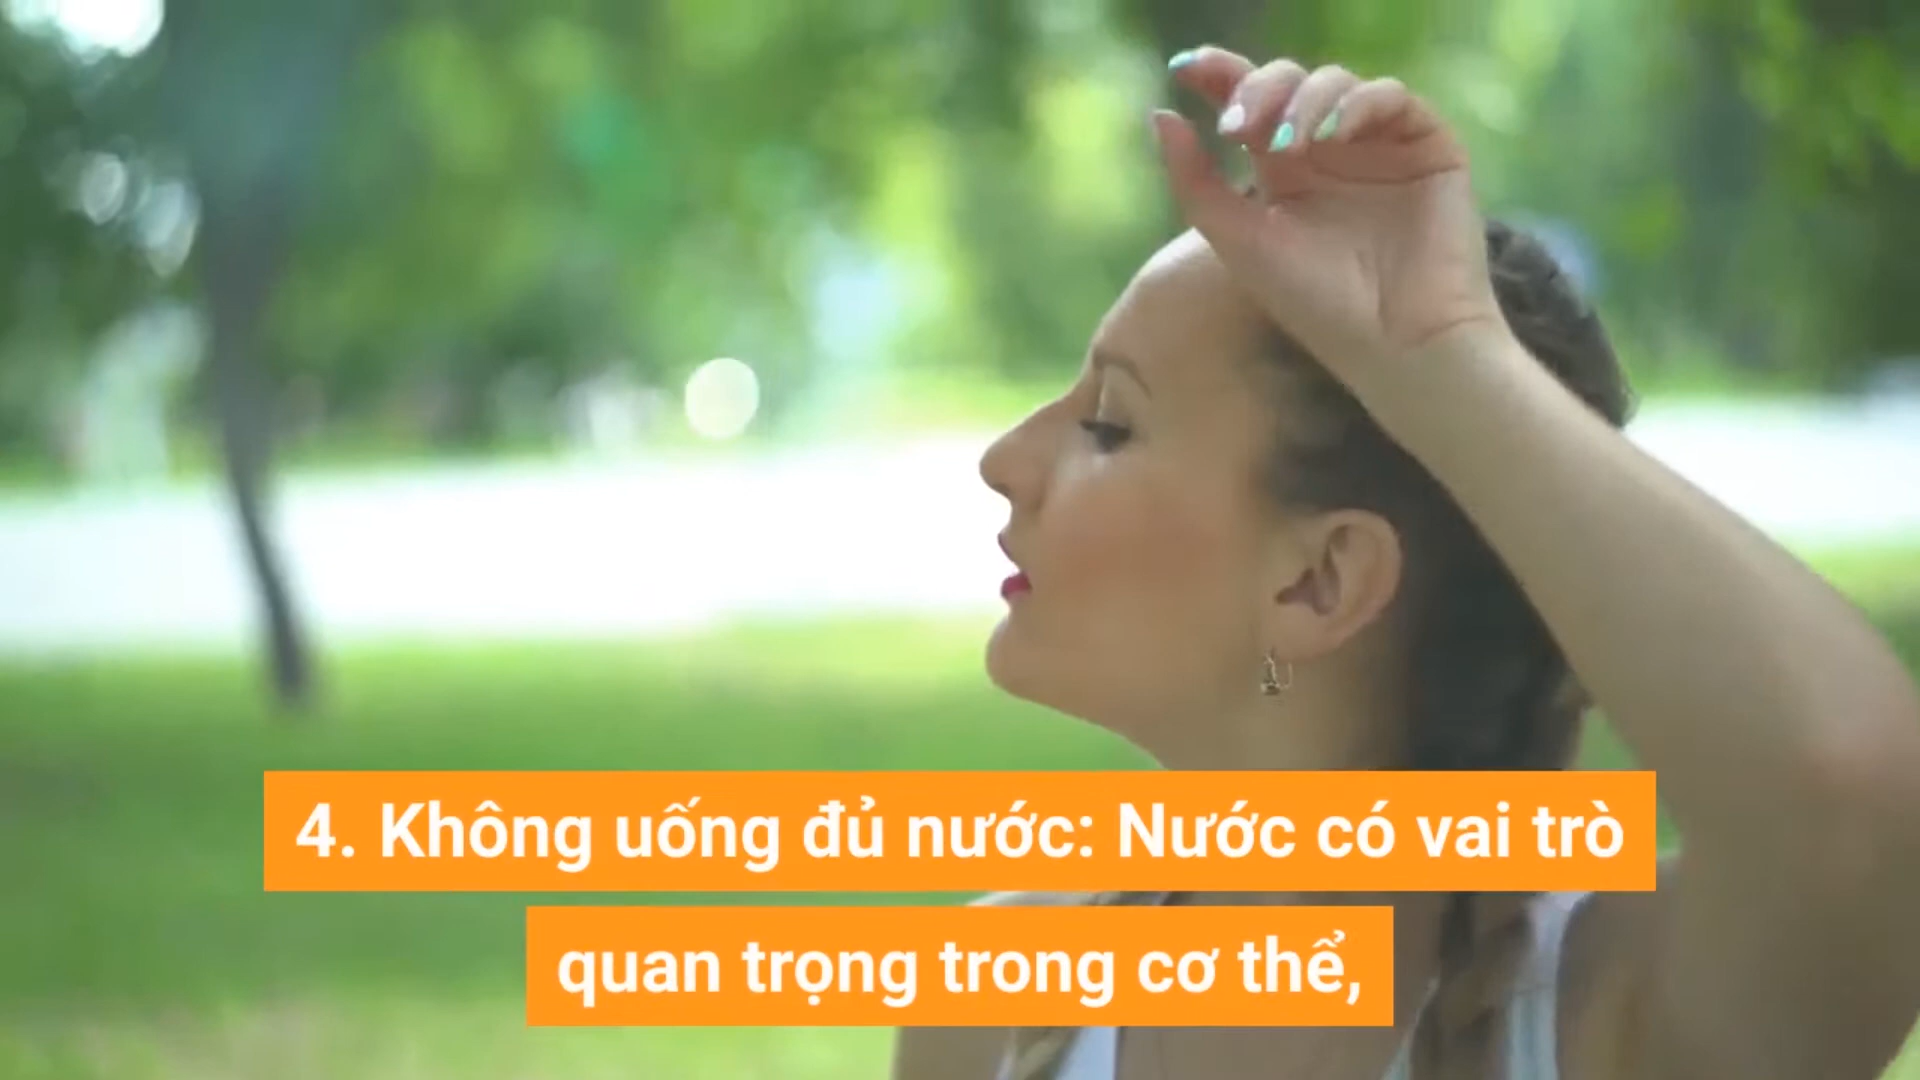 4. Không uống đủ nước: Nước có vai trò
quan trọng trong cơ thể,